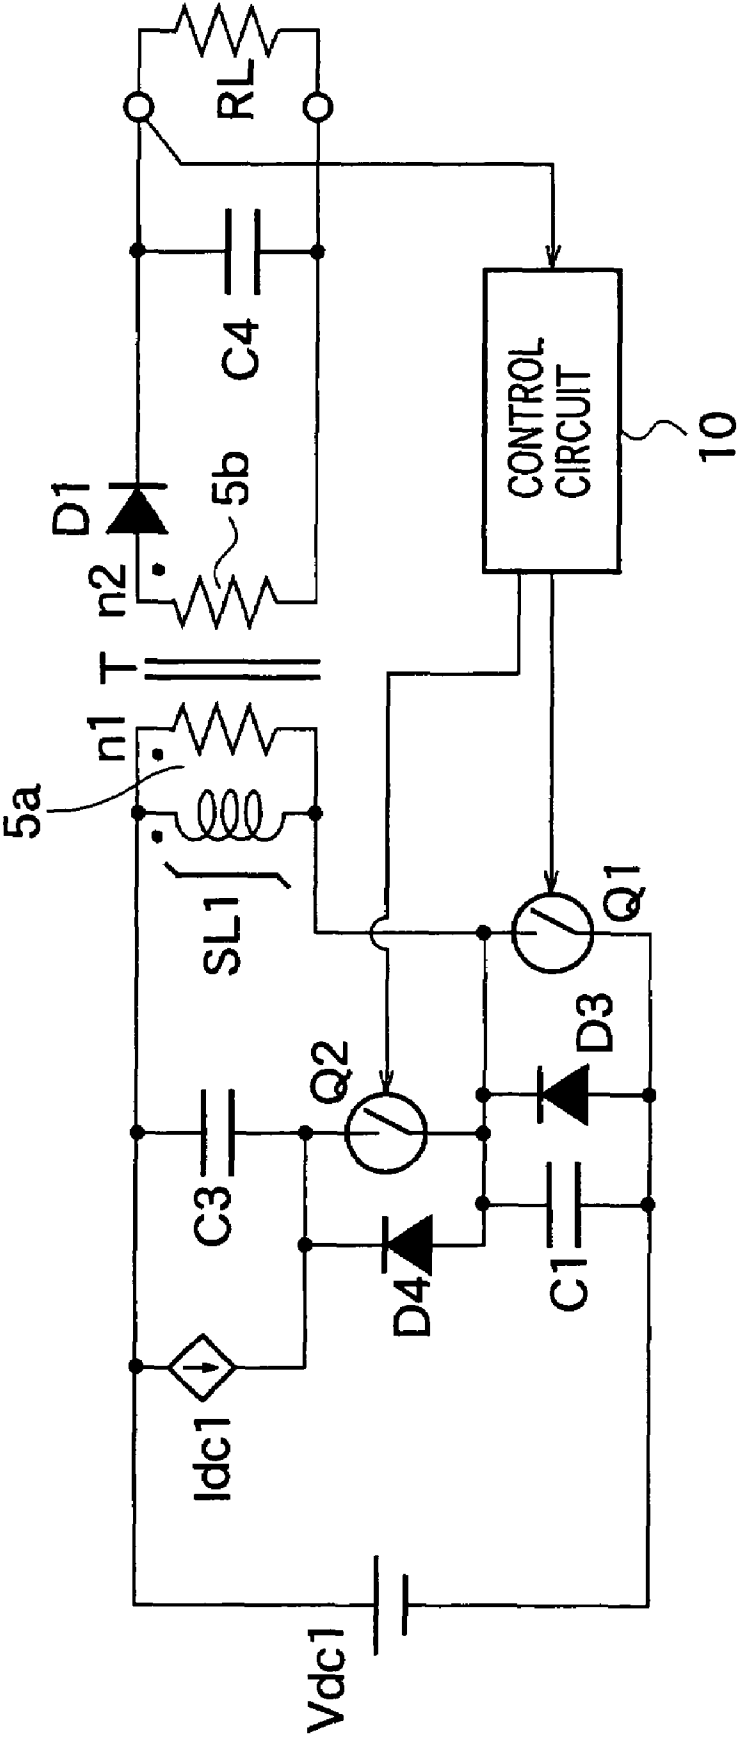 Vdc1
Idc1
C3
D4
Q2
C1
D3
Q1
SL1
5a
n1
T
n2
5b
D1
C4
RL
CONTROL
CIRCUIT
10